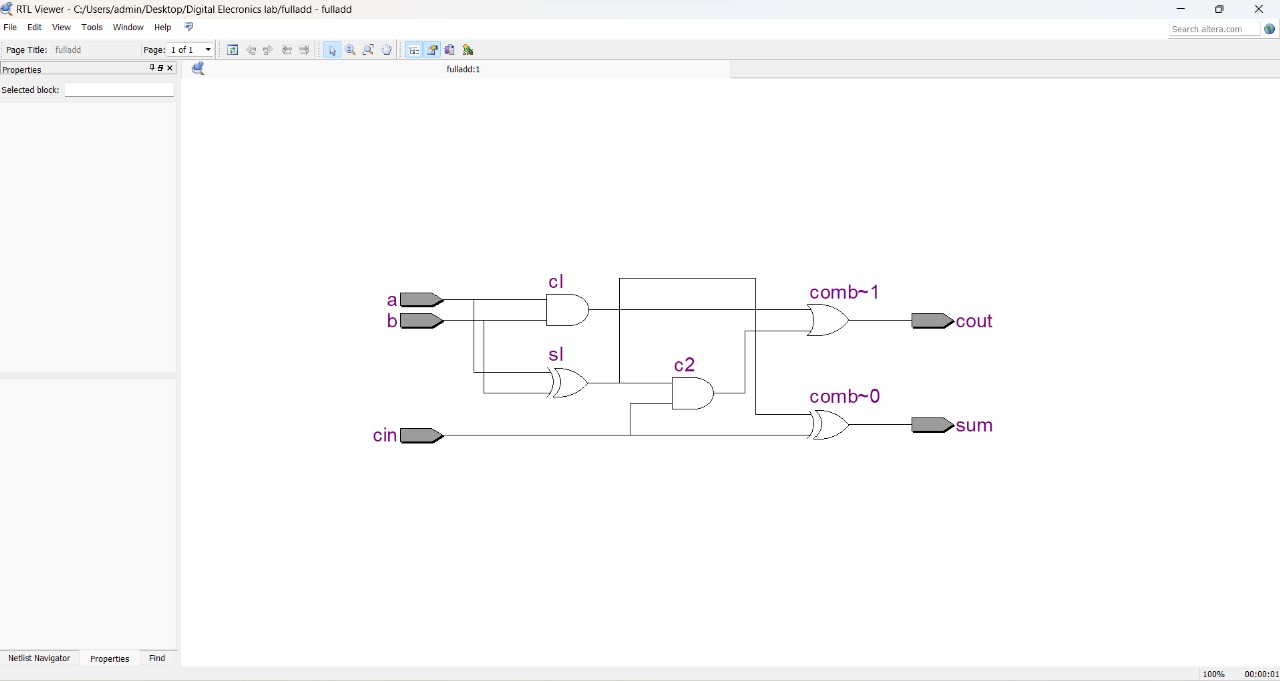 RTL Viewer - C:/Users/admin/Desktop/Digital Elecronics lab/fulladd - fulladd
File Edit View Tools Window Help
Search altera.com
Page Title: fulladd Page: 1 of 1
Properties
fulladd:1
Selected block:
cl
comb~1
a
b
cout
sl
c2
comb~0
cin
sum
Netlist Navigator Properties Find
100% 00:00:01